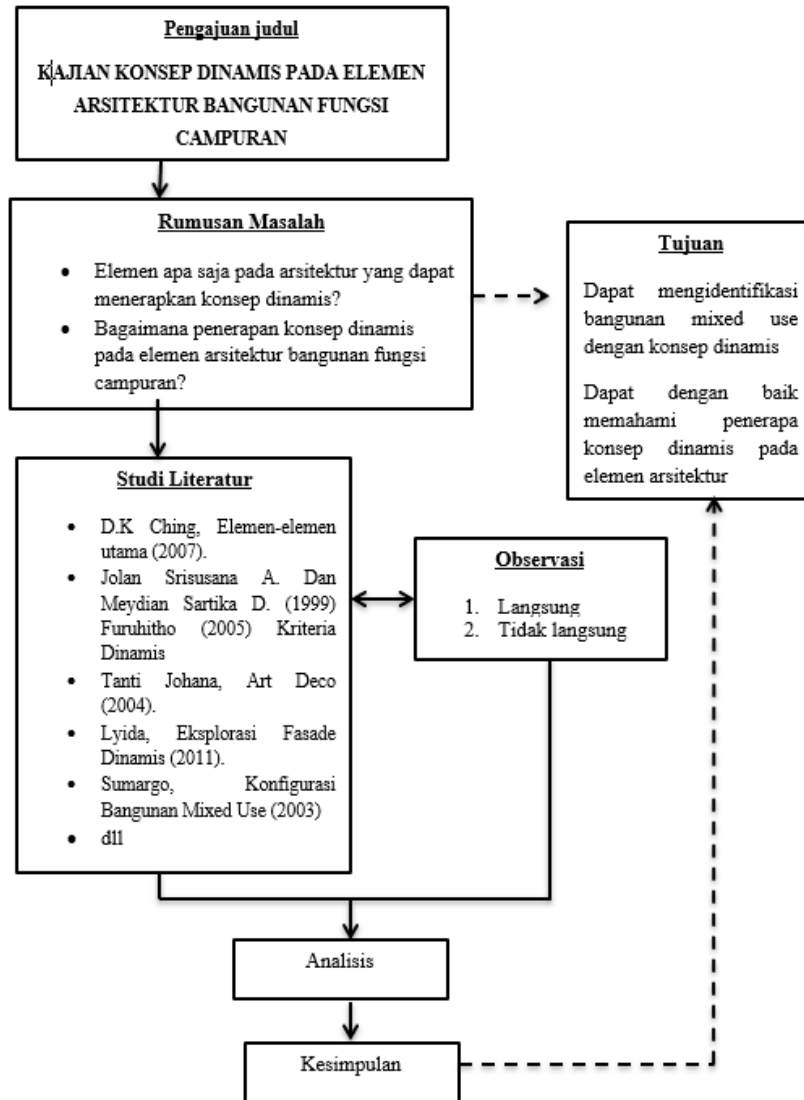 Pengajuan judul
KAJIAN KONSEP DINAMIS PADA ELEMEN
ARSITEKTUR BANGUNAN FUNGSI
CAMPURAN
Rumusan Masalah
• Elemen apa saja pada arsitektur yang dapat
menerapkan konsep dinamis?
• Bagaimana penerapan konsep dinamis
pada elemen arsitektur bangunan fungsi
campuran?
Tujuan
Dapat mengidentifikasi
bangunan mixed use
dengan konsep dinamis
Dapat dengan baik
memahami penerapa
konsep dinamis pada
elemen arsitektur
Studi Literatur
• D.K Ching, Elemen-elemen
utama (2007).
• Jolan Srisusana A. Dan
Meydian Sartika D. (1999)
Furuhitho (2005) Kriteria
Dinamis
• Tanti Johana, Art Deco
(2004).
• Lyida, Eksplorasi Fasade
Dinamis (2011).
• Sumargo, Konfigurasi
Bangunan Mixed Use (2003)
• dll
Observasi
1. Langsung
2. Tidak langsung
Analisis
Kesimpulan